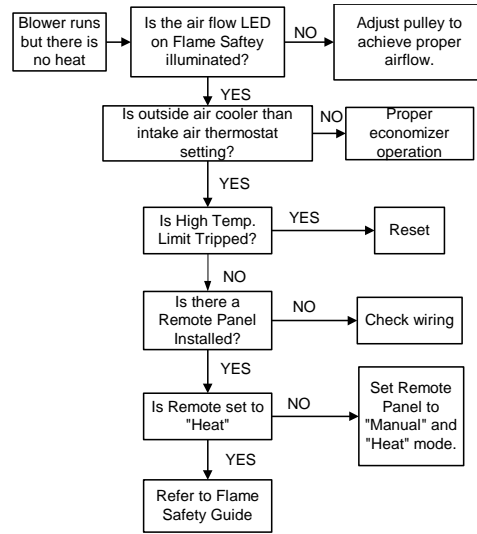 Blower runs
but there is
no heat
Is the air flow LED
on Flame Saftey
illuminated?
NO
Adjust pulley to
achieve proper
airflow.
YES
Is outside air cooler than
intake air thermostat
setting?
NO
Proper
economizer
operation
YES
Is High Temp.
Limit Tripped?
YES
Reset
NO
Is there a
Remote Panel
Installed?
NO
Check wiring
YES
Is Remote set to
"Heat"
NO
Set Remote
Panel to
"Manual" and
"Heat" mode.
YES
Refer to Flame
Safety Guide